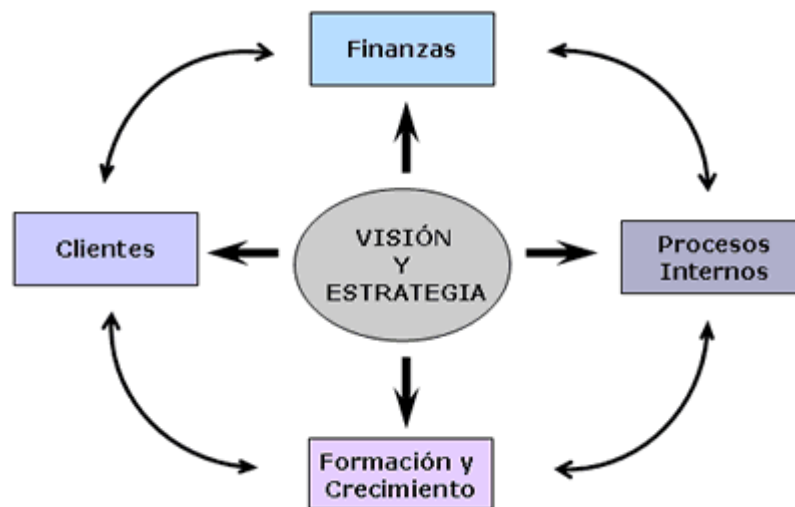 Finanzas
Clientes
VISIÓN
Y
ESTRATEGIA
Procesos
Internos
Formación y
Crecimiento